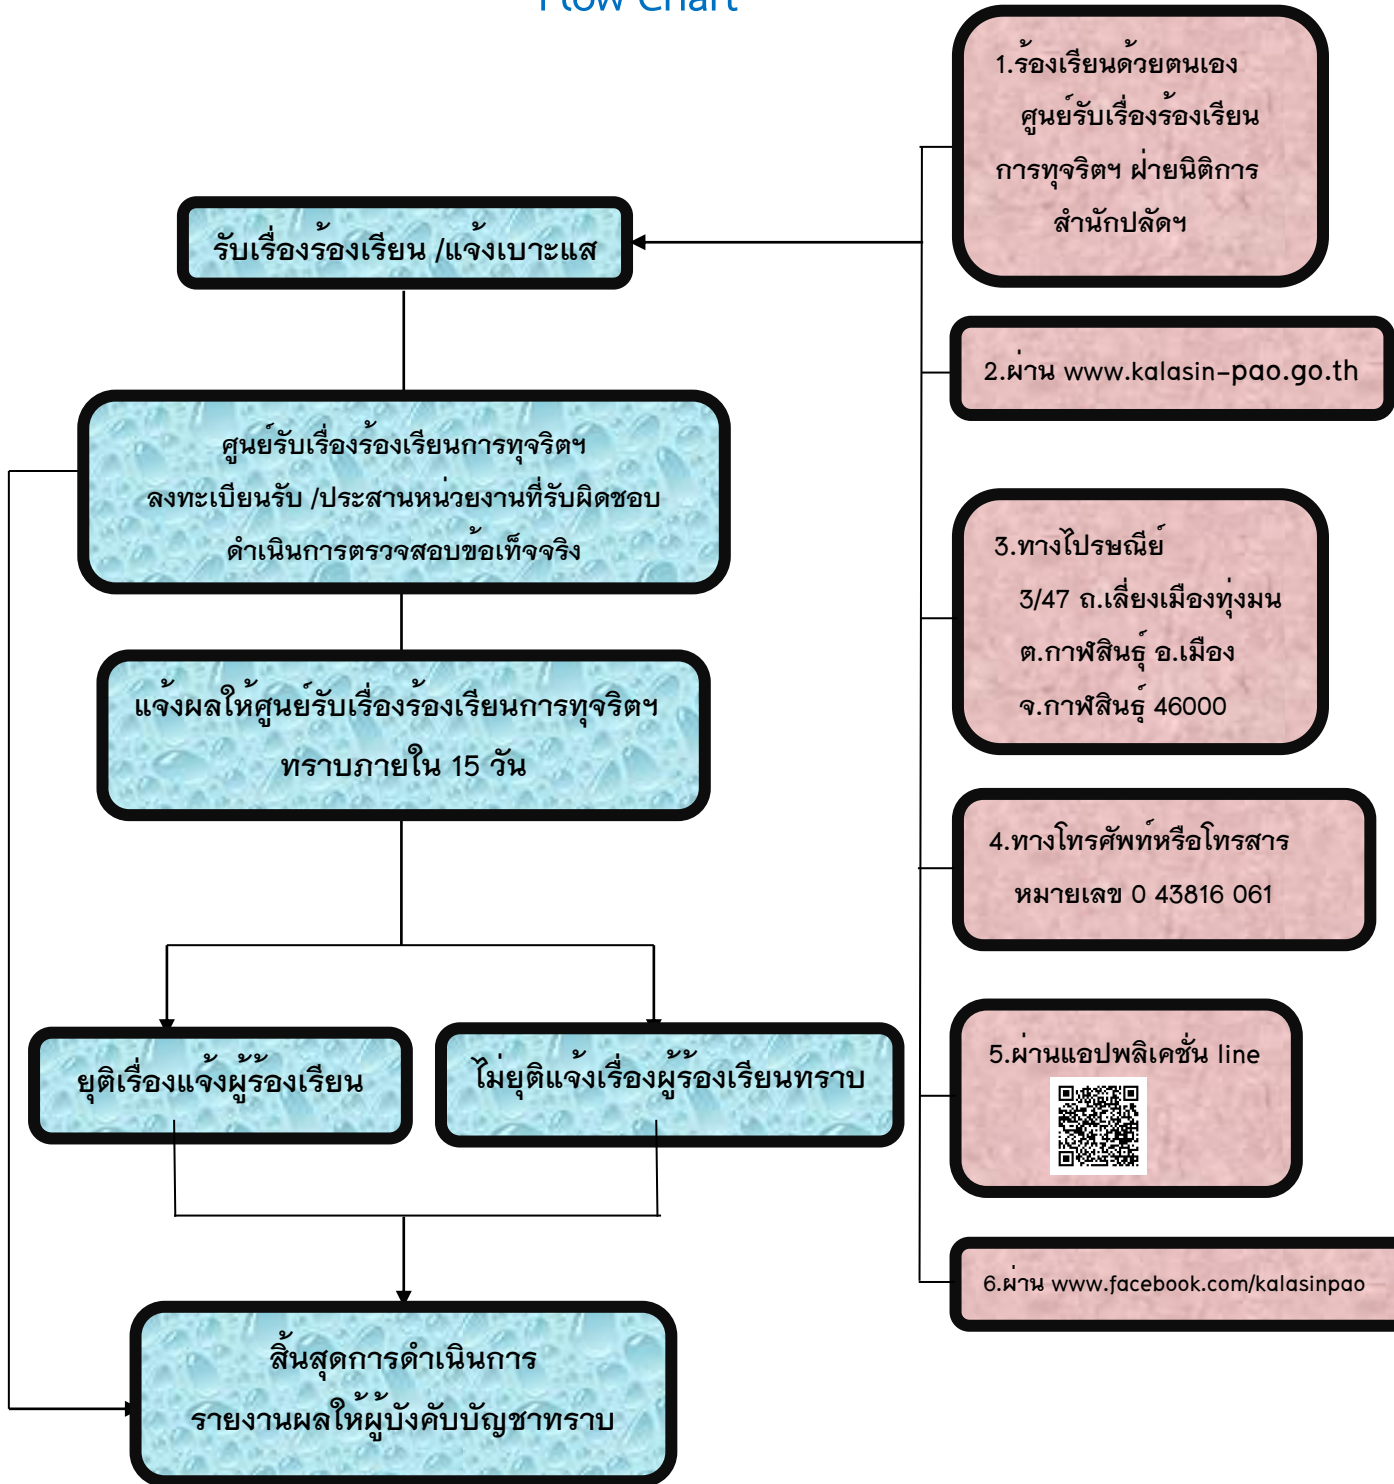 Flow Chart
1.ร้องเรียนด้วยตนเอง
ศูนย์รับเรื่องร้องเรียน
การทุจริตฯ ฝ่ายนิติการ
สำนักปลัดฯ
รับเรื่องร้องเรียน /แจ้งเบาะแส
2.ผ่าน www.kalasin-pao.go.th
ศูนย์รับเรื่องร้องเรียนการทุจริตฯ
ลงทะเบียนรับ /ประสานหน่วยงานที่รับผิดชอบ
ดำเนินการตรวจสอบข้อเท็จจริง
3.ทางไปรษณีย์
3/47 ถ.เลี่ยงเมืองทุ่งมน
ต.กาฬสินธุ์ อ.เมือง
จ.กาฬสินธุ์ 46000
แจ้งผลให้ศูนย์รับเรื่องร้องเรียนการทุจริตฯ
ทราบภายใน 15 วัน
4.ทางโทรศัพท์หรือโทรสาร
หมายเลข 0 43816 061
5.ผ่านแอปพลิเคชั่น line
ยุติเรื่องแจ้งผู้ร้องเรียน
ไม่ยุติแจ้งเรื่องผู้ร้องเรียนทราบ
6.ผ่าน www.facebook.com/kalasinpao
สิ้นสุดการดำเนินการ
รายงานผลให้ผู้บังคับบัญชาทราบ